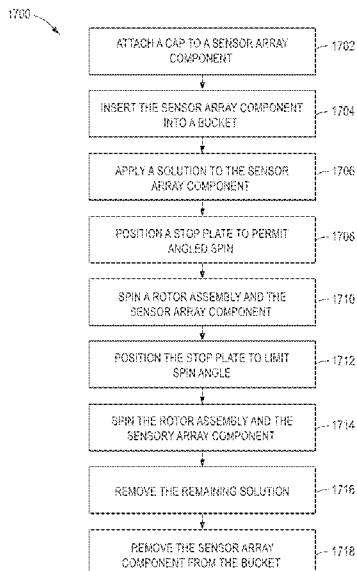 1700
ATTACH A CAP TO A SENSOR ARRAY
COMPONENT
1702
INSERT THE SENSOR ARRAY COMPONENT
INTO A BUCKET
1704
APPLY A SOLUTION TO THE SENSOR
ARRAY COMPONENT
1706
POSITION A STOP PLATE TO PERMIT
ANGLED SPIN
1708
SPIN A ROTOR ASSEMBLY AND THE
SENSOR ARRAY COMPONENT
1710
POSITION THE STOP PLATE TO LIMIT
SPIN ANGLE
1712
SPIN THE ROTOR ASSEMBLY AND THE
SENSORY ARRAY COMPONENT
1714
REMOVE THE REMAINING SOLUTION
1716
REMOVE THE SENSOR ARRAY
COMPONENT FROM THE BUCKET
1718